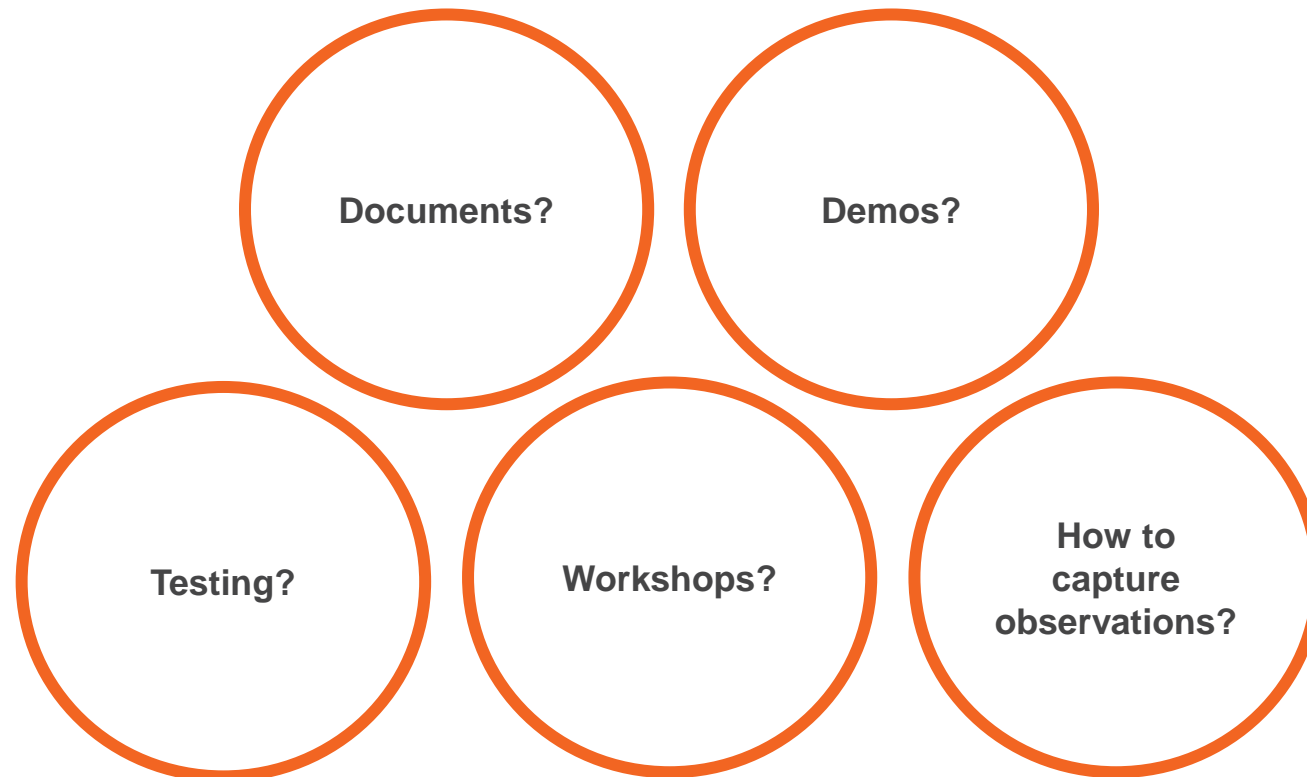 Documents?
Demos?
Testing?
Workshops?
How to
capture
observations?